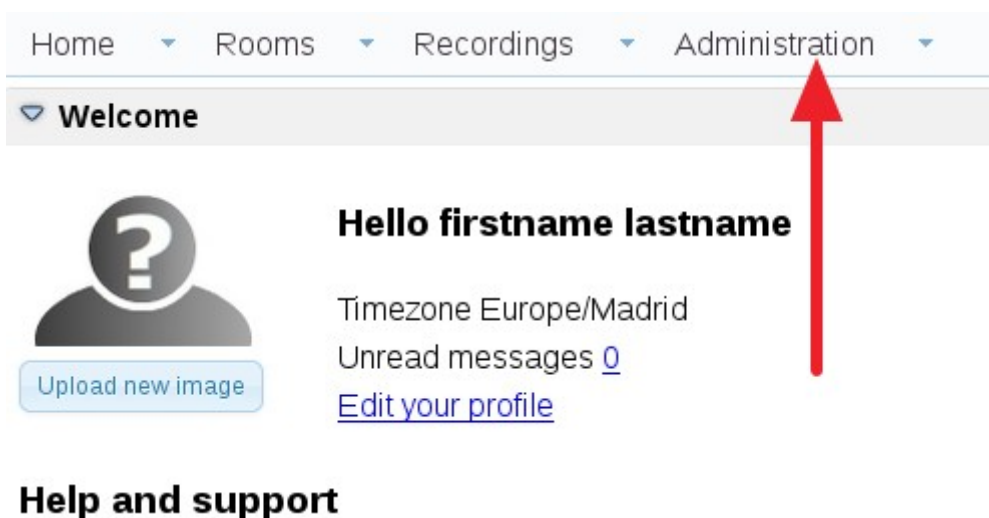 Home Rooms Recordings Administration
Welcome
?
Hello firstname lastname
Timezone Europe/Madrid
Unread messages 0
Upload new image
Edit your profile
Help and support